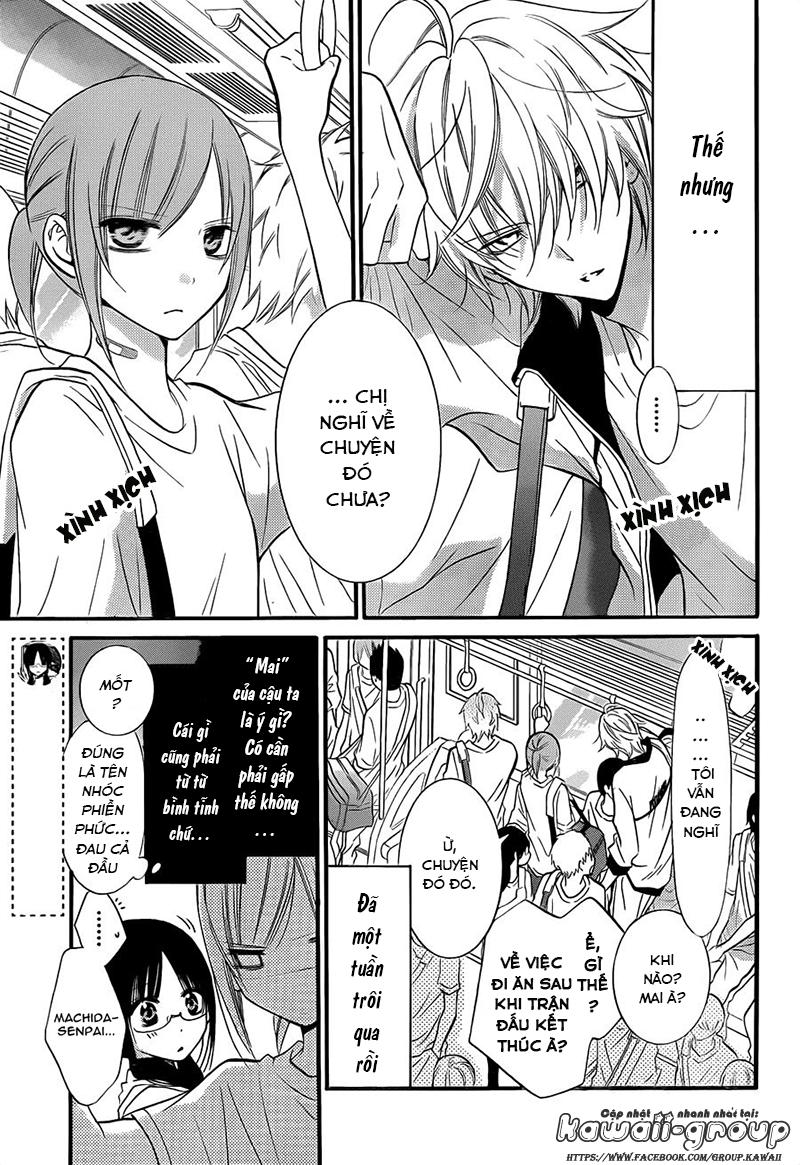 Thế
nhưng
...
......
... CHỊ
NGHĨ VỀ
CHUYỆN
ĐÓ
CHƯA?
XÌNH XỊCH
XÌNH XỊCH
XÌNH XỊCH
.. ...
...
TÔI
VẪN
ĐANG
NGHĨ
KHI
NÀO?
MAI À?
Ể,
GÌ
THẾ
?
VỀ VIỆC
ĐI ĂN SAU
KHI TRẬN
ĐẤU KẾT
THÚC À?
Ừ,
CHUYỆN
ĐÓ ĐÓ.
Đã
một
tuần
trôi
qua
rồi
"Mai"
của cậu ta
là ý gì?
Có cần
phải gấp
thế không
...
Cái gì
cũng phải
từ từ
bình tĩnh
chứ...
MỐT
?
ĐÚNG
LÀ TÊN
NHÓC
PHIỀN
PHỨC...
ĐAU CẢ
ĐẦU
.....
MACHIDA-
SENPAI...
Cập nhật nhanh nhất tại:
kawaii-group
HTTPS://WWW.FACEBOOK.COM/GROUP.KAWAII